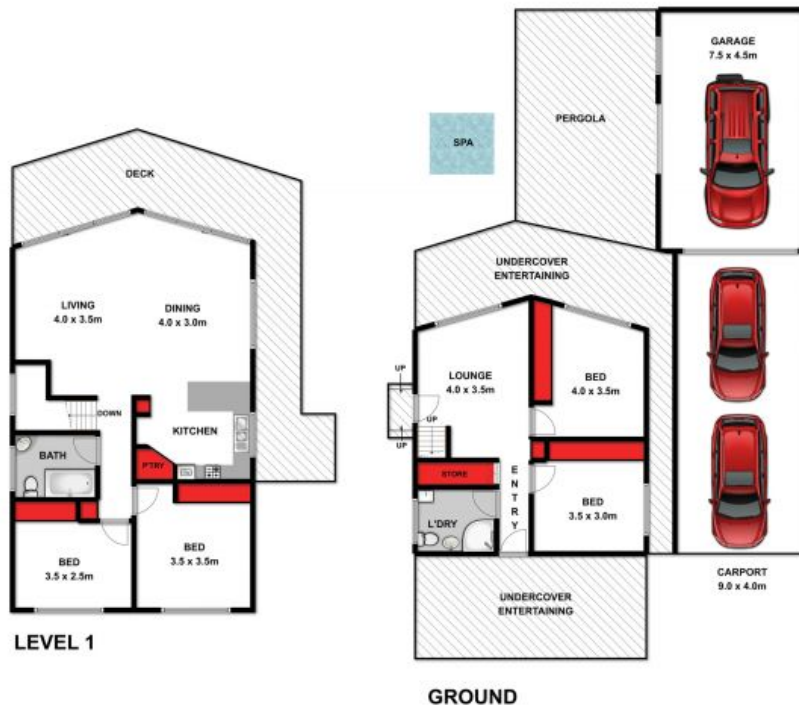 DECK
LIVING
4.0 x 3.5m
DINING
4.0 x 3.0m
DOWN
KITCHEN
BATH
P'TRY
BED
3.5 x 2.5m
BED
3.5 x 3.5m
LEVEL 1
GARAGE
7.5 x 4.5m
PERGOLA
SPA
UNDERCOVER
ENTERTAINING
LOUNGE
4.0 x 3.5m
BED
4.0 x 3.5m
UP
UP
UP
STORE
ENTRY
L'DRY
BED
3.5 x 3.0m
CARPORT
9.0 x 4.0m
UNDERCOVER
ENTERTAINING
GROUND